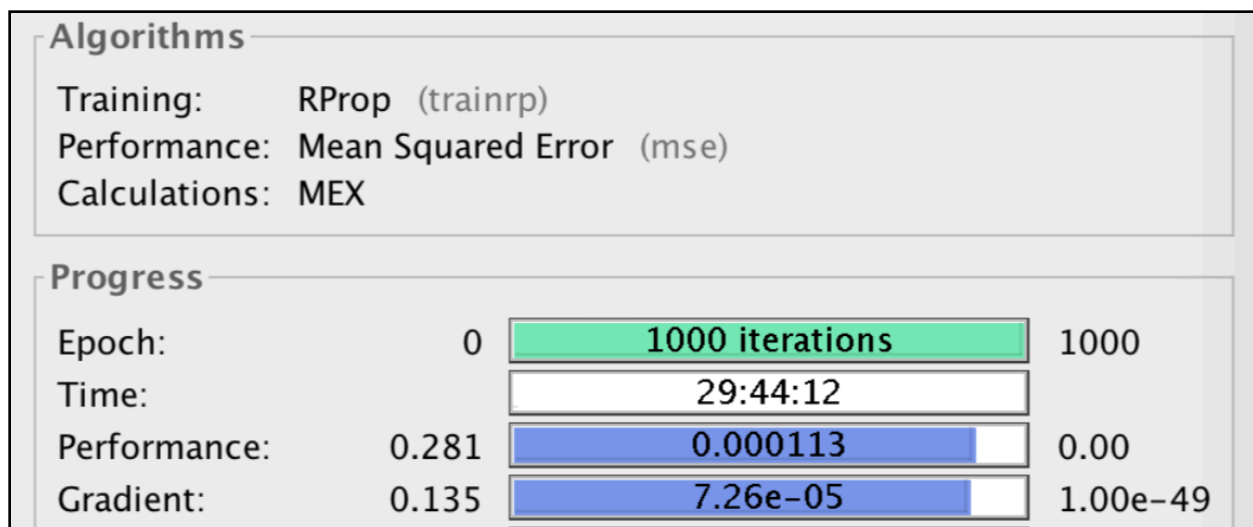 Algorithms
Training: RProp (trainrp)
Performance: Mean Squared Error (mse)
Calculations: MEX
Progress
Epoch: 0 1000 iterations 1000
Time: 29:44:12
Performance: 0.281 0.000113 0.00
Gradient: 0.135 7.26e-05 1.00e-49